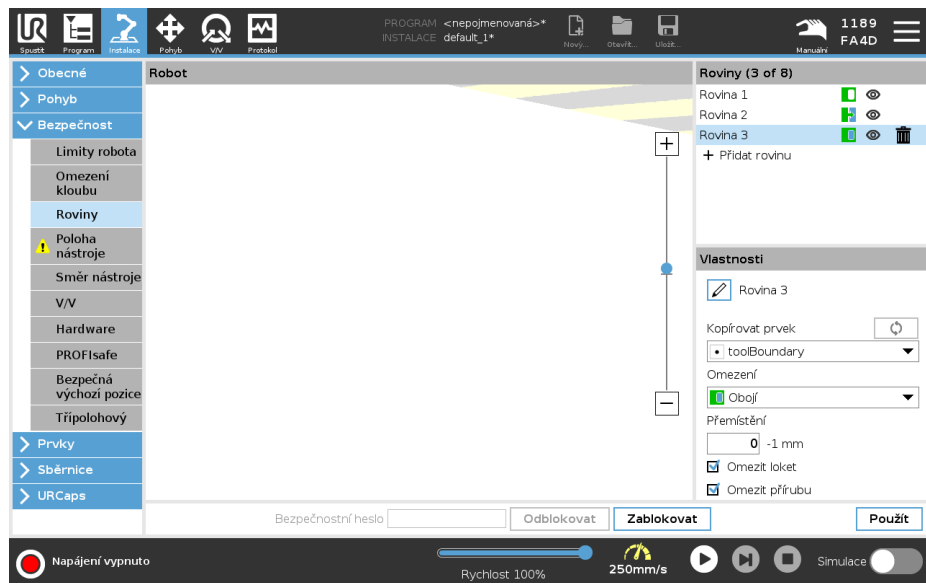 PROGRAM <nepojmenovaná>*
INSTALACE default_1*
1189
FA4D
Spustit Program Instalace Pohyb V/V Protokol Nový... Otevřít... Uložit... Manuální
Obecné
Pohyb
Bezpečnost
Limity robota
Omezení
kloubu
Roviny
Poloha
nástroje
Směr nástroje
V/V
Hardware
PROFIsafe
Bezpečná
výchozí pozice
Třípolohový
Prvky
Sběrnice
URCaps
Robot
Roviny (3 of 8)
Rovina 1
Rovina 2
Rovina 3
+ Přidat rovinu
Vlastnosti
Rovina 3
Kopírovat prvek
toolBoundary
Omezení
Obojí
Přemístění
0 -1 mm
Omezit loket
Omezit přírubu
Bezpečnostní heslo Odblokovat Zablokovat Použít
Napájení vypnuto
Rychlost 100%
250mm/s
Simulace